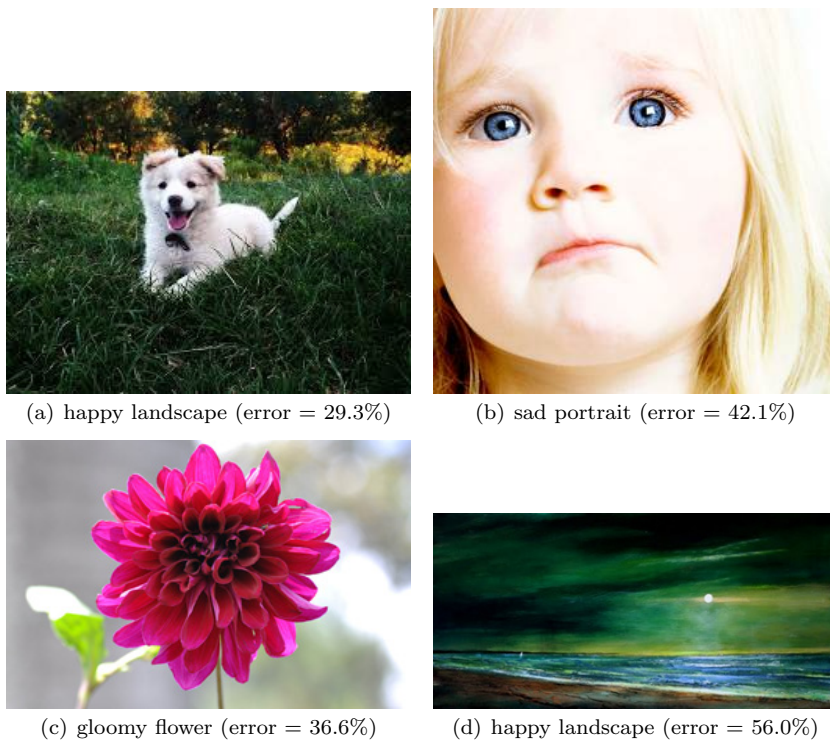 (a) happy landscape (error = 29.3%)
(b) sad portrait (error = 42.1%)
(c) gloomy flower (error = 36.6%)
(d) happy landscape (error = 56.0%)